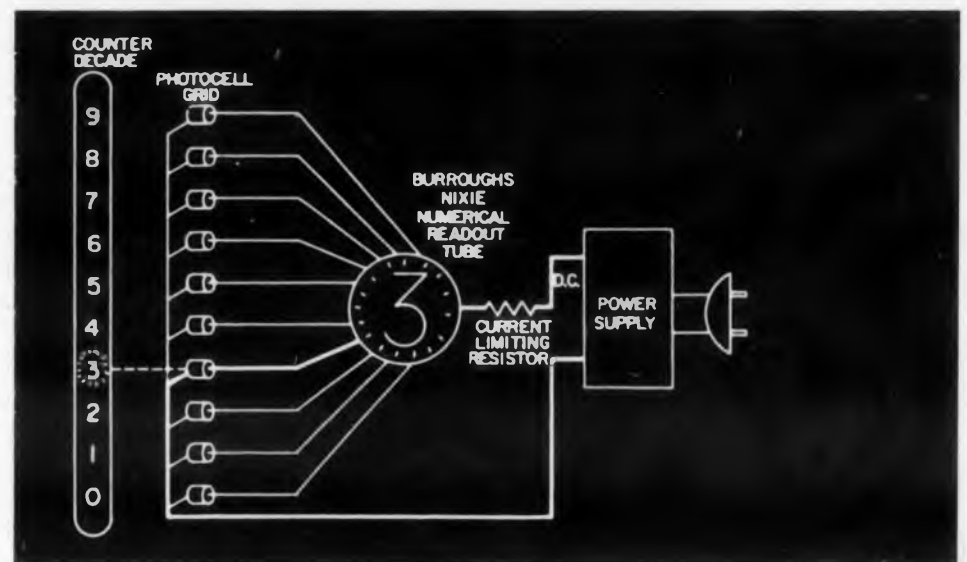 COUNTER
DECADE
PHOTOCELL
GRID
9
8
7
6
5
4
3
2
1
0
BURROUGHS
NIXIE
NUMERICAL
READOUT
TUBE
3
CURRENT
LIMITING
RESISTOR
D.C.
POWER
SUPPLY